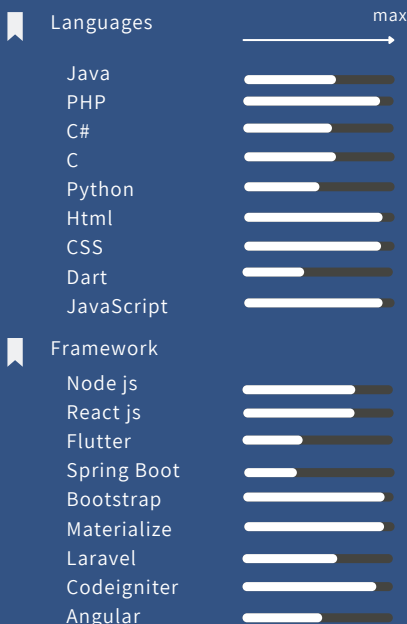 Languages
max
Java
PHP
C#
C
Python
Html
CSS
Dart
JavaScript
Framework
Node js
React js
Flutter
Spring Boot
Bootstrap
Materialize
Laravel
Codeigniter
Angular